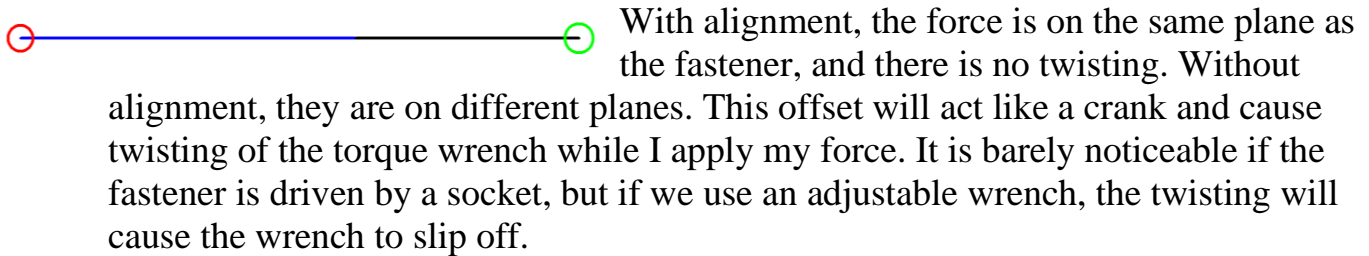 With alignment, the force is on the same plane as
the fastener, and there is no twisting. Without
alignment, they are on different planes. This offset will act like a crank and cause
twisting of the torque wrench while I apply my force. It is barely noticeable if the
fastener is driven by a socket, but if we use an adjustable wrench, the twisting will
cause the wrench to slip off.